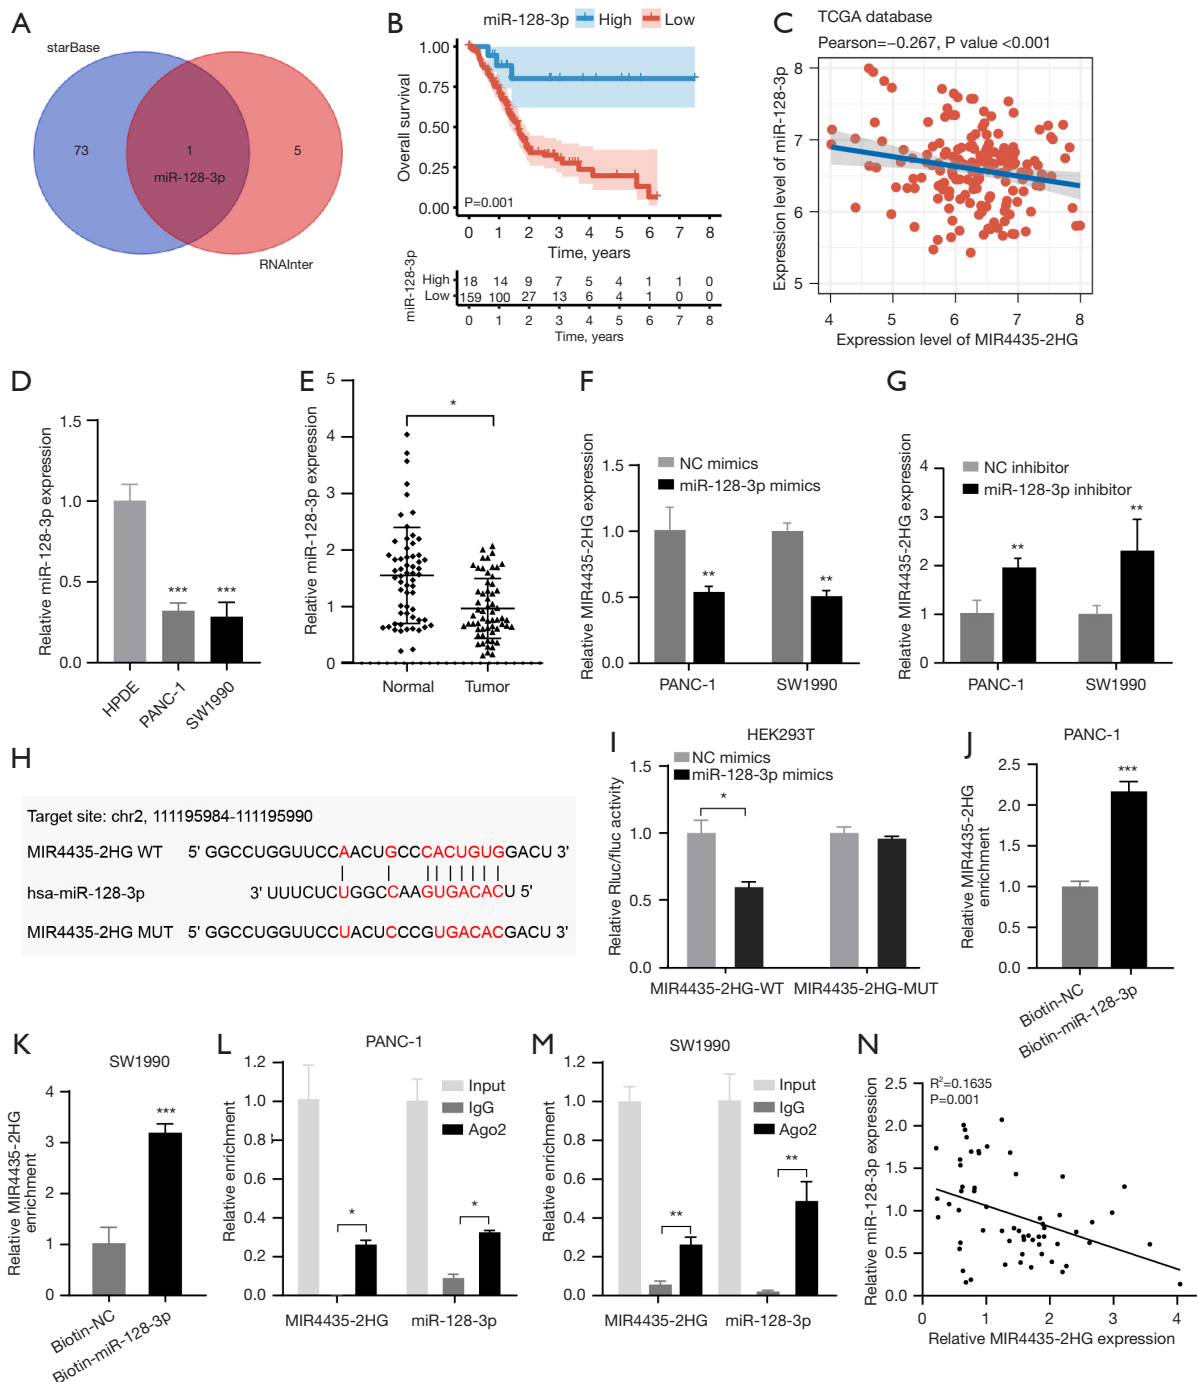 A
starBase
73
1
5
miR-128-3p
RNAInter
B
miR-128-3p High Low
Overall survival
1.00
0.75
0.50
0.25
0.00
P=0.001
0 1 2 3 4 5 6 7 8
Time, years
miR-128-3p
High 18 14 9 7 5 4 1 1 0
Low 159 100 27 13 6 4 1 0 0
0 1 2 3 4 5 6 7 8
Time, years
C
TCGA database
Pearson=−0.267, P value <0.001
Expression level of miR-128-3p
8
7
6
5
4 5 6 7 8
Expression level of MIR4435-2HG
D
Relative miR-128-3p expression
1.5
1.0
0.5
0.0
*** ***
HPDE PANC-1 SW1990
E
Relative miR-128-3p expression
5
4
3
2
1
0
*
Normal Tumor
F
Relative MIR4435-2HG expression
NC mimics
miR-128-3p mimics
1.5
1.0
0.5
0.0
** **
PANC-1 SW1990
G
Relative MIR4435-2HG expression
NC inhibitor
miR-128-3p inhibitor
4
3
2
1
0
** **
PANC-1 SW1990
H
Target site: chr2, 111195984-111195990
MIR4435-2HG WT 5' GGCCUGGUUCCAACUGCCCACUGUGGACU 3'
hsa-miR-128-3p 3' UUUCUCUGGCCAAGUGACACU 5'
MIR4435-2HG MUT 5' GGCCUGGUUCCUACUCCCGUGACACGACU 3'
I
HEK293T
NC mimics
miR-128-3p mimics
Relative Rluc/fluc activity
1.5
1.0
0.5
0.0
*
MIR4435-2HG-WT MIR4435-2HG-MUT
J
PANC-1
Relative MIR4435-2HG
enrichment
2.5
2.0
1.5
1.0
0.5
0.0
***
Biotin-NC
Biotin-miR-128-3p
K
SW1990
Relative MIR4435-2HG
enrichment
4
3
2
1
0
***
Biotin-NC
Biotin-miR-128-3p
L
PANC-1
Relative enrichment
1.2
1.0
0.8
0.6
0.4
0.2
0.0
Input
IgG
Ago2
* *
MIR4435-2HG miR-128-3p
M
SW1990
Relative enrichment
1.2
1.0
0.8
0.6
0.4
0.2
0.0
Input
IgG
Ago2
** **
MIR4435-2HG miR-128-3p
N
R²=0.1635
P=0.001
Relative miR-128-3p expression
2.5
2.0
1.5
1.0
0.5
0.0
0 1 2 3 4
Relative MIR4435-2HG expression